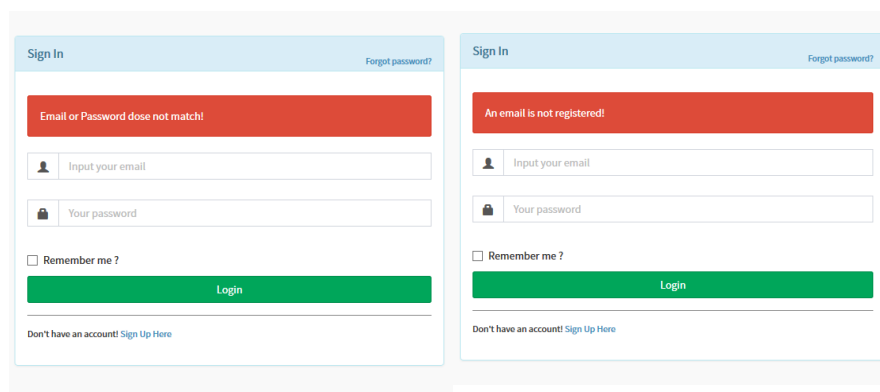 Sign In
Forgot password?
Email or Password dose not match!
Input your email
Your password
Remember me ?
Login
Don't have an account! Sign Up Here
Sign In
Forgot password?
An email is not registered!
Input your email
Your password
Remember me ?
Login
Don't have an account! Sign Up Here